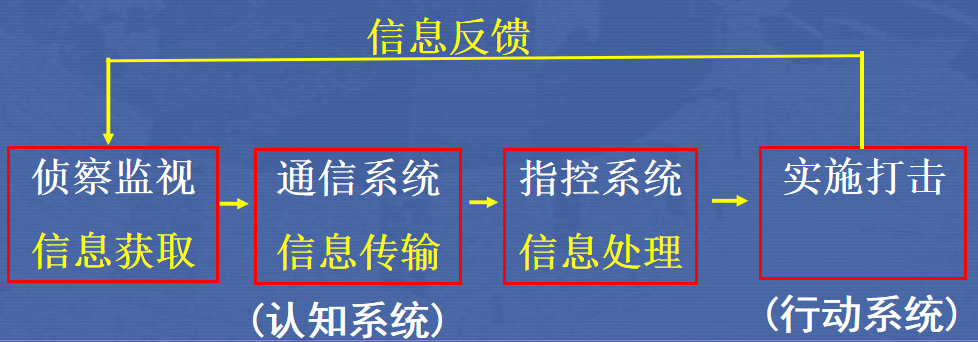 信息反馈
侦察监视
信息获取
通信系统
信息传输
指控系统
信息处理
实施打击
(认知系统)
(行动系统)